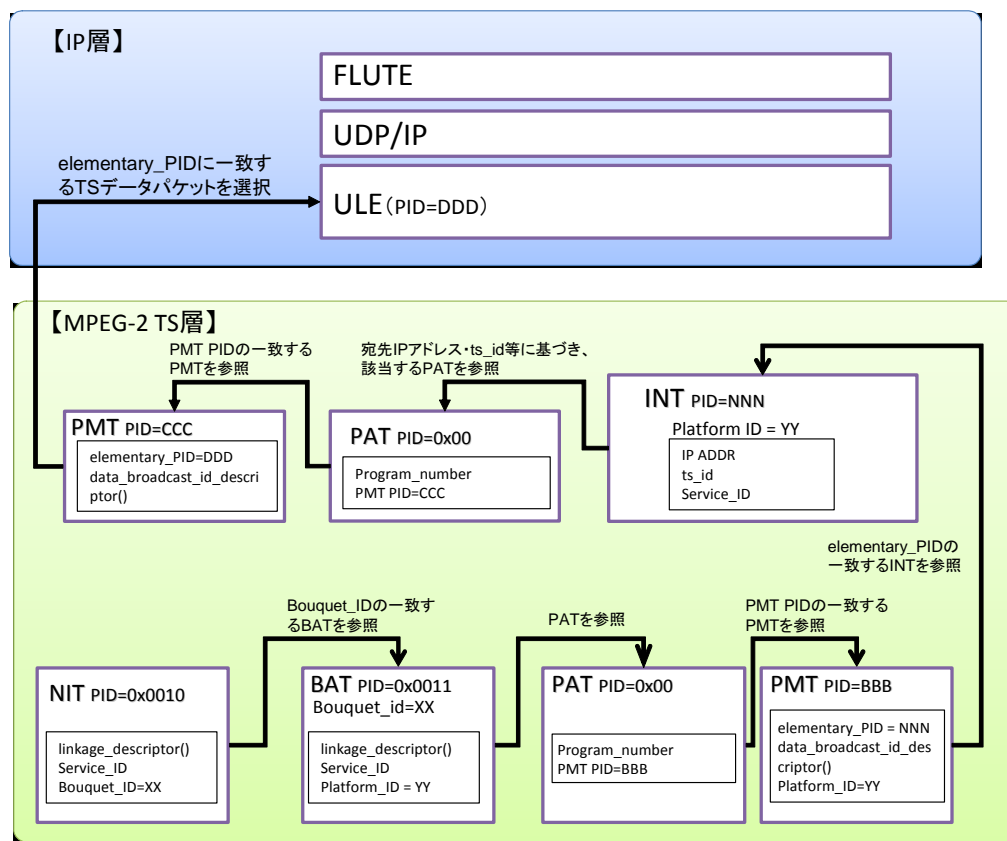 【IP層】
FLUTE
UDP/IP
elementary_PIDに一致す
るTSデータパケットを選択
ULE（PID=DDD）
【MPEG-2 TS層】
PMT PIDの一致する
PMTを参照
宛先IPアドレス・ts_id等に基づき、
該当するPATを参照
PMT PID=CCC
elementary_PID=DDD
data_broadcast_id_descri
ptor()
PAT PID=0x00
Program_number
PMT PID=CCC
INT PID=NNN
Platform ID = YY
IP ADDR
ts_id
Service_ID
elementary_PIDの
一致するINTを参照
Bouquet_IDの一致す
るBATを参照
PATを参照
PMT PIDの一致する
PMTを参照
NIT PID=0x0010
linkage_descriptor()
Service_ID
Bouquet_ID=XX
BAT PID=0x0011
Bouquet_id=XX
linkage_descriptor()
Service_ID
Platform_ID = YY
PAT PID=0x00
Program_number
PMT PID=BBB
PMT PID=BBB
elementary_PID = NNN
data_broadcast_id_des
criptor()
Platform_ID=YY